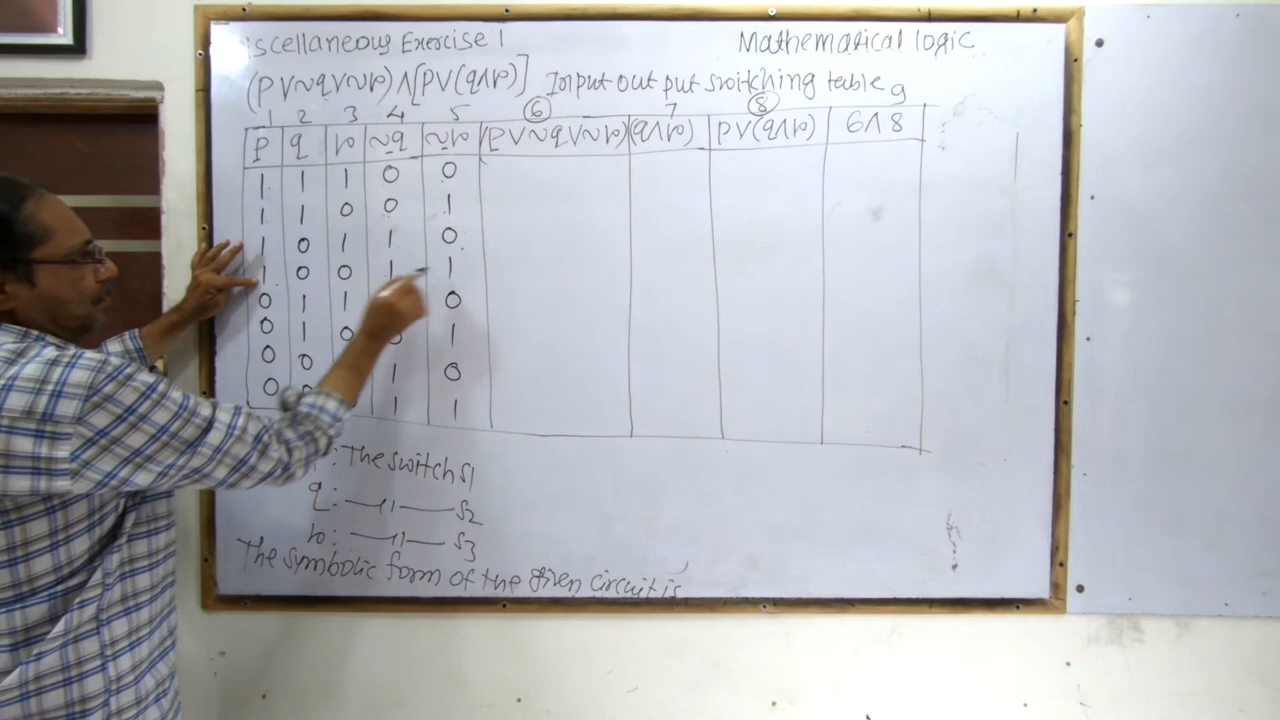 iscellaneous Exercise 1
Mathematical logic
(p∨~q∨~r)∧[p∨(q∧r)] Input out put switching table
1 2 3 4 5 6 7 8 9
p q r ~q ~r (p∨~q∨~r) (q∧r) p∨(q∧r) 6∧8
1 1 1 0 0
1 1 0 0 1
1 0 1 1 0
1 0 0 1 1
0 1 1 0
0 1 0 0 1
0 0 1 0
0 0 1 1
: The switch S1
q: —〃— S2
r: —〃— S3
The symbolic form of the given circuit is